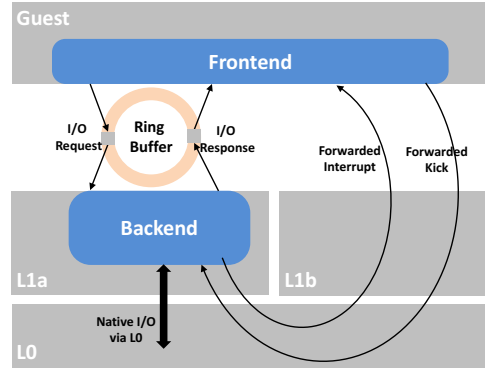 Guest
Frontend
I/O
Request
Ring
Buffer
I/O
Response
Forwarded
Interrupt
Forwarded
Kick
Backend
L1a
L1b
Native I/O
via L0
L0